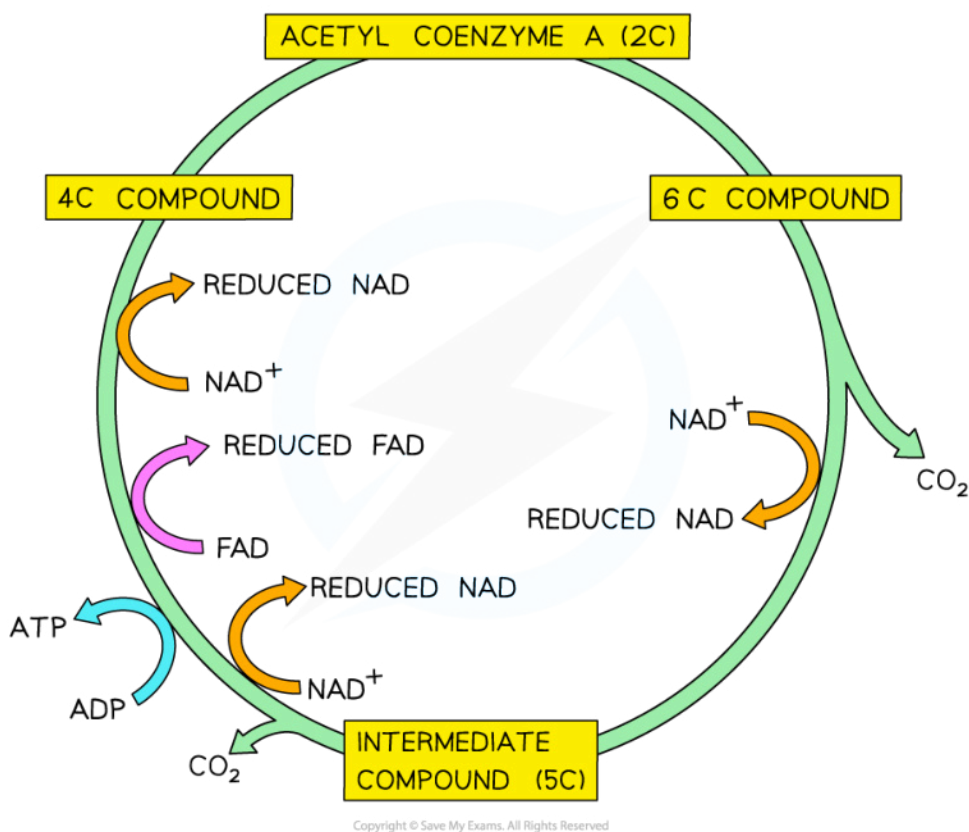 ACETYL COENZYME A (2C)
4C COMPOUND
6C COMPOUND
REDUCED NAD
NAD+
REDUCED FAD
FAD
NAD+
REDUCED NAD
CO2
REDUCED NAD
NAD+
ATP
ADP
CO2
INTERMEDIATE
COMPOUND (5C)
Copyright © Save My Exams. All Rights Reserved